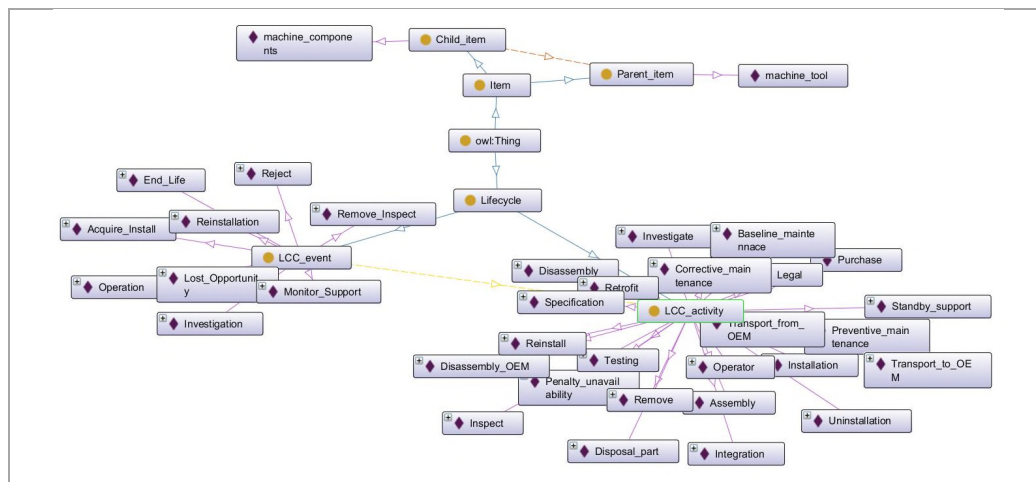 machine_compone
nts
Child_item
Parent_item
machine_tool
Item
owl:Thing
Lifecycle
End_Life
Reject
Reinstallation
Remove_Inspect
Acquire_Install
LCC_event
Operation
Lost_Opportunit
y
Monitor_Support
Investigation
Investigate
Baseline_mainte
nnace
Purchase
Disassembly
Corrective_main
tenance
Legal
Retrofit
Specification
LCC_activity
Standby_support
Transport_from_
OEM
Preventive_main
tenance
Reinstall
Testing
Operator
Installation
Transport_to_OE
M
Disassembly_OEM
Penalty_unavail
ability
Remove
Assembly
Inspect
Uninstallation
Disposal_part
Integration